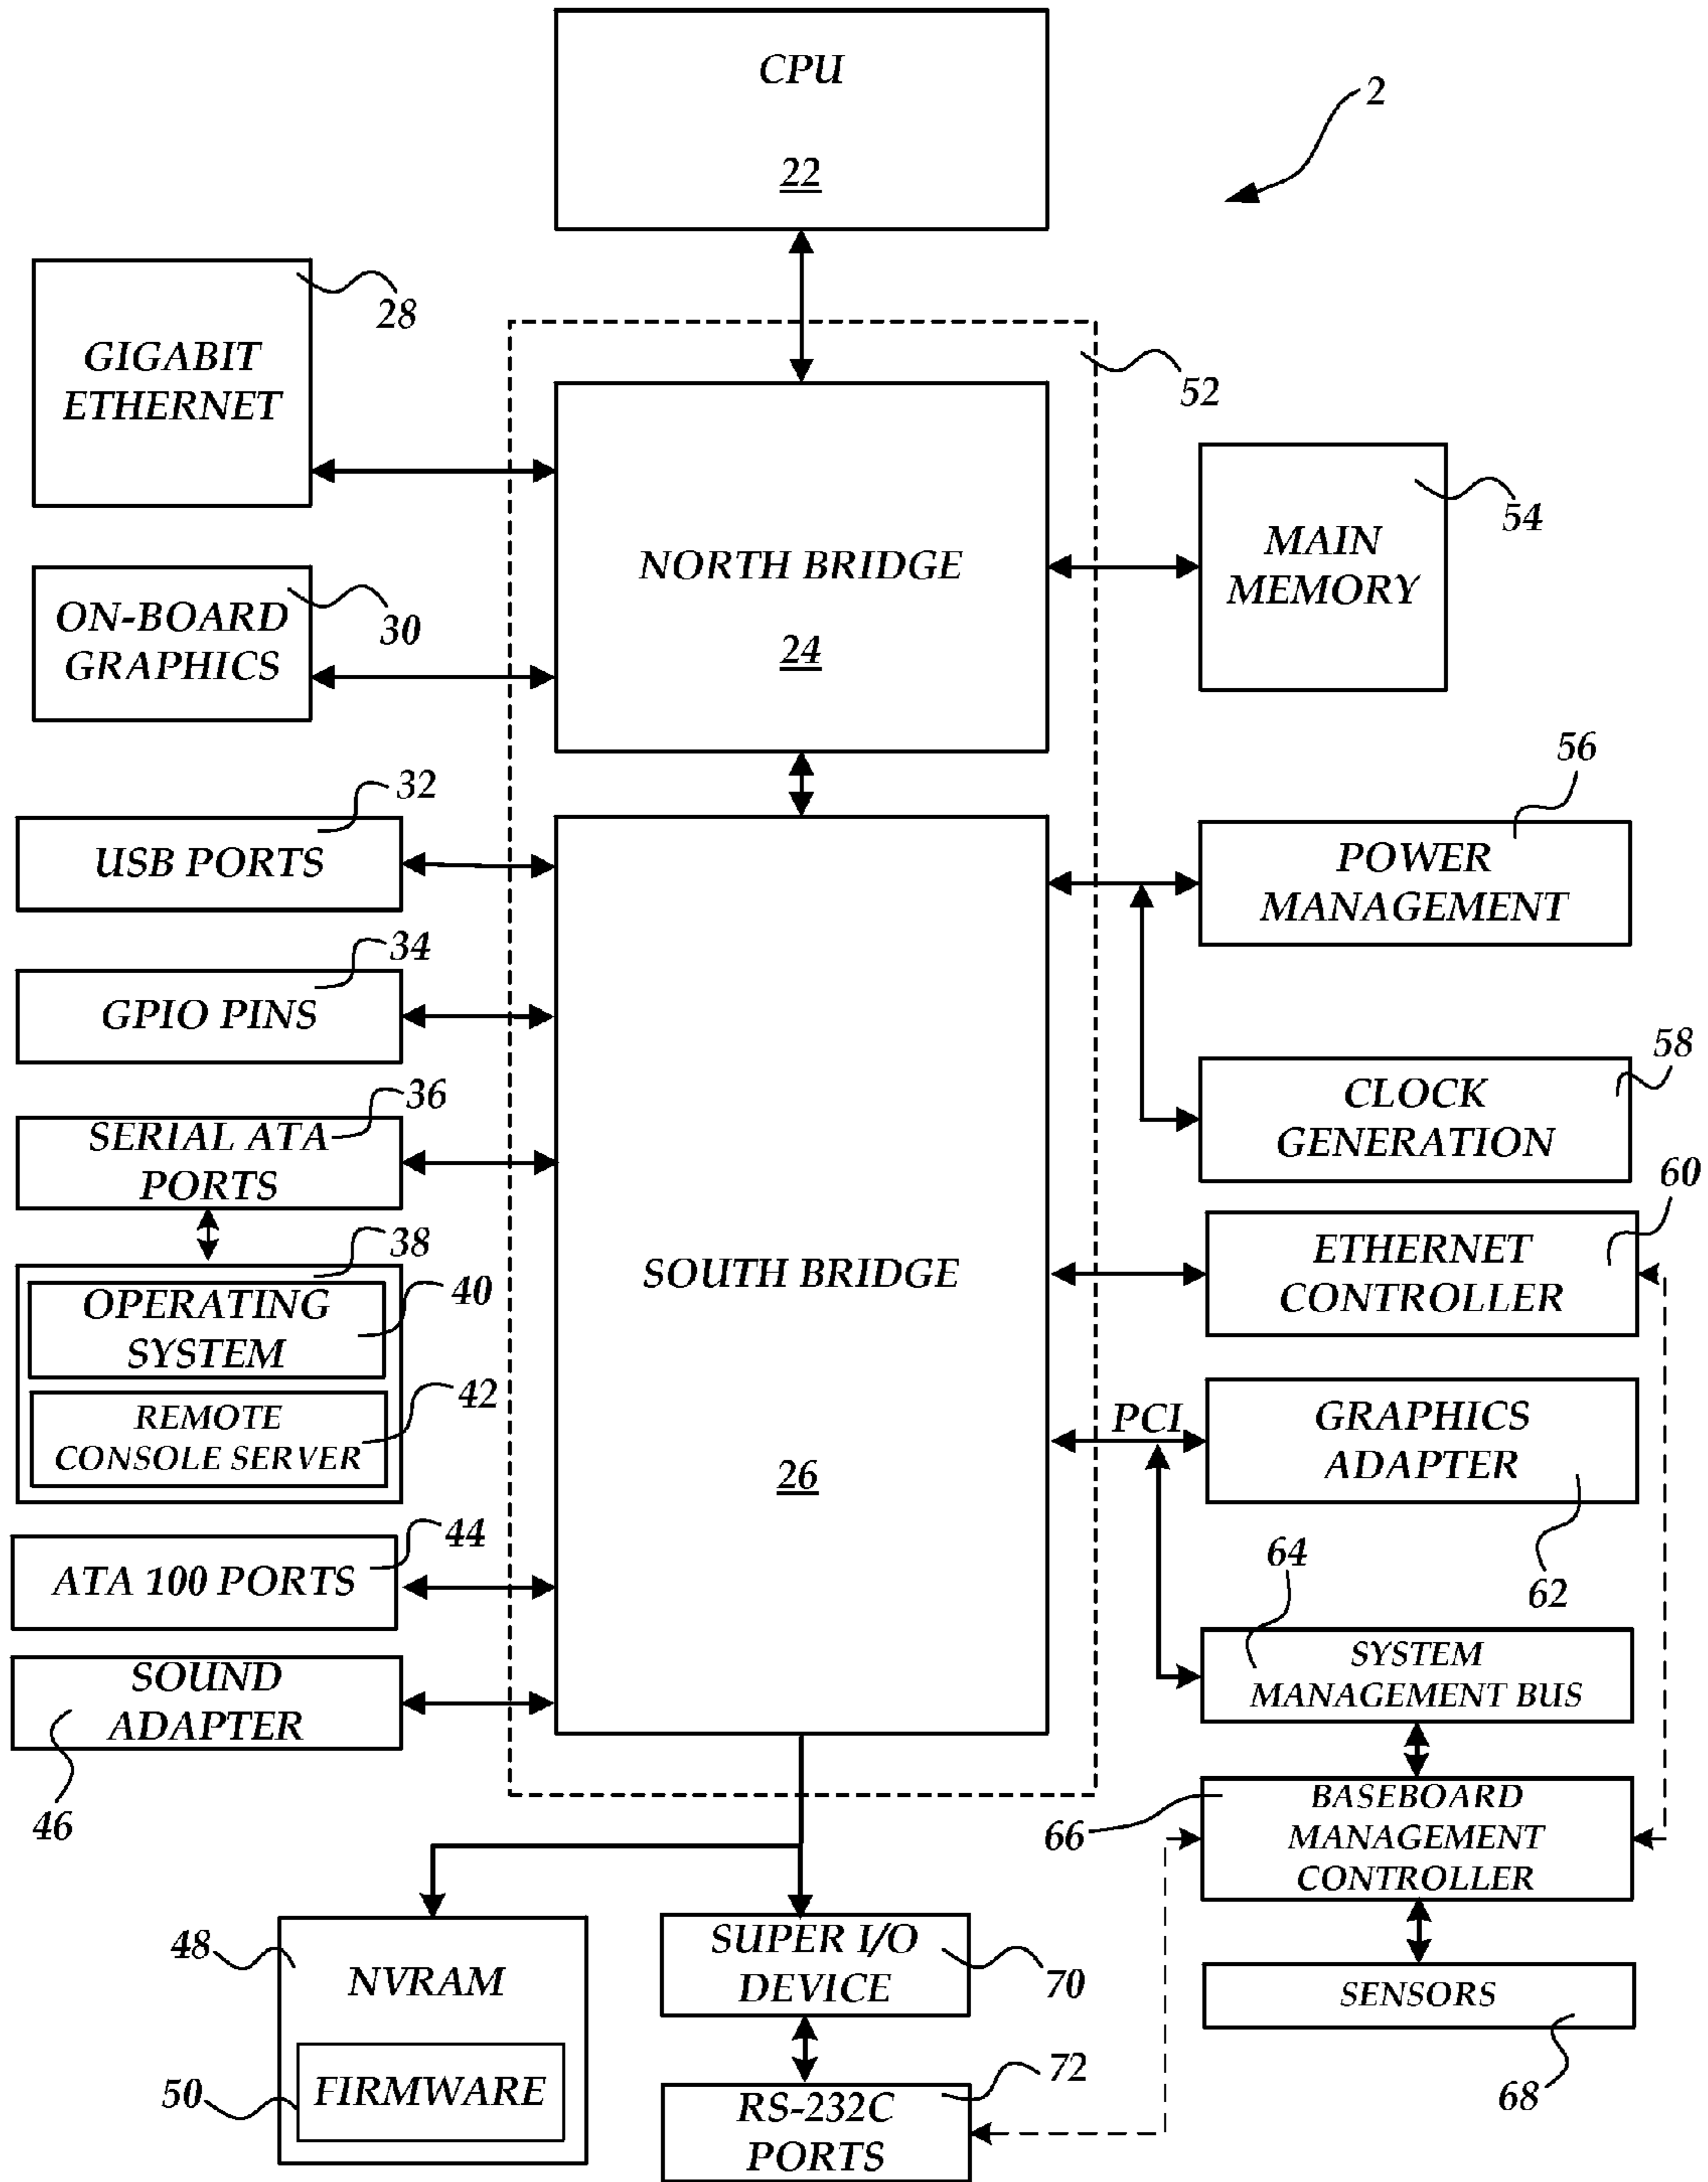 CPU
22
2
28
GIGABIT
ETHERNET
52
NORTH BRIDGE
24
54
MAIN
MEMORY
ON-BOARD
GRAPHICS
30
32
USB PORTS
56
POWER
MANAGEMENT
34
GPIO PINS
58
CLOCK
GENERATION
36
SERIAL ATA
PORTS
60
ETHERNET
CONTROLLER
38
OPERATING
SYSTEM
40
SOUTH BRIDGE
26
REMOTE
CONSOLE SERVER
42
PCI
GRAPHICS
ADAPTER
62
44
ATA 100 PORTS
64
SYSTEM
MANAGEMENT BUS
SOUND
ADAPTER
46
66
BASEBOARD
MANAGEMENT
CONTROLLER
48
NVRAM
50
FIRMWARE
SUPER I/O
DEVICE
70
SENSORS
68
72
RS-232C
PORTS